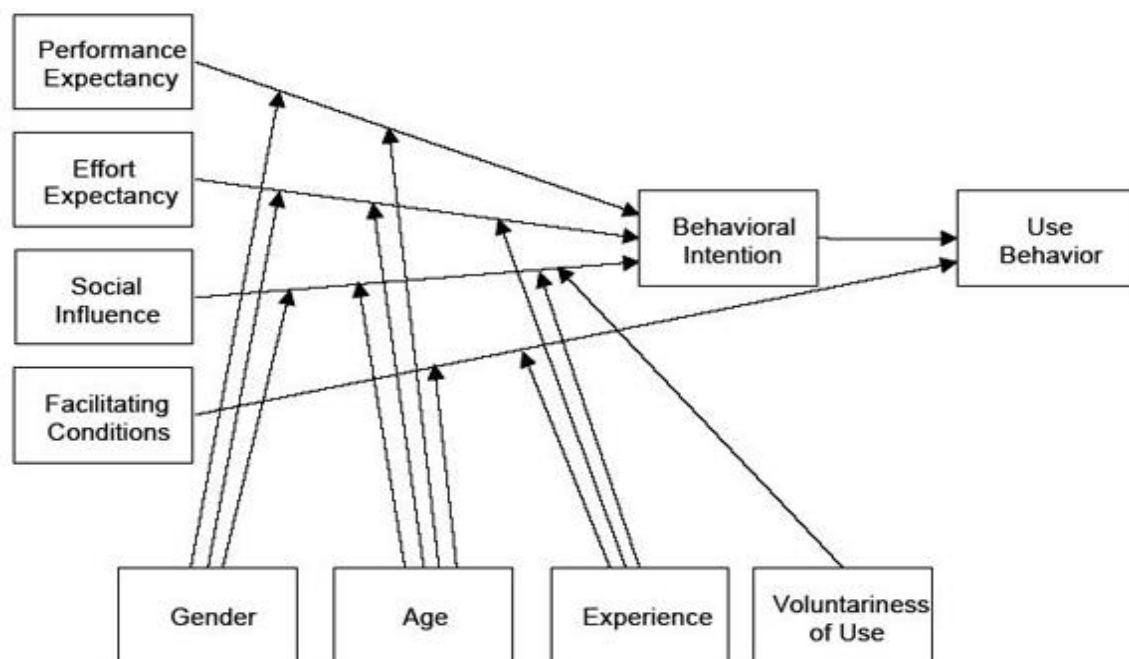 Performance
Expectancy
Effort
Expectancy
Social
Influence
Facilitating
Conditions
Behavioral
Intention
Use
Behavior
Gender
Age
Experience
Voluntariness
of Use